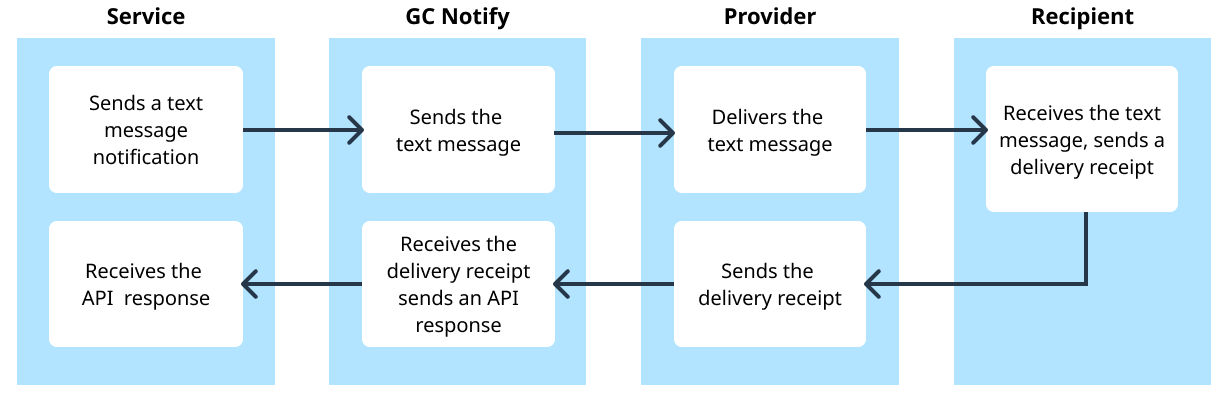 Service
GC Notify
Provider
Recipient
Sends a text
message
notification
Sends the
text message
Delivers the
text message
Receives the text
message, sends a
delivery receipt
Receives the
API response
Receives the
delivery receipt
sends an API
response
Sends the
delivery receipt